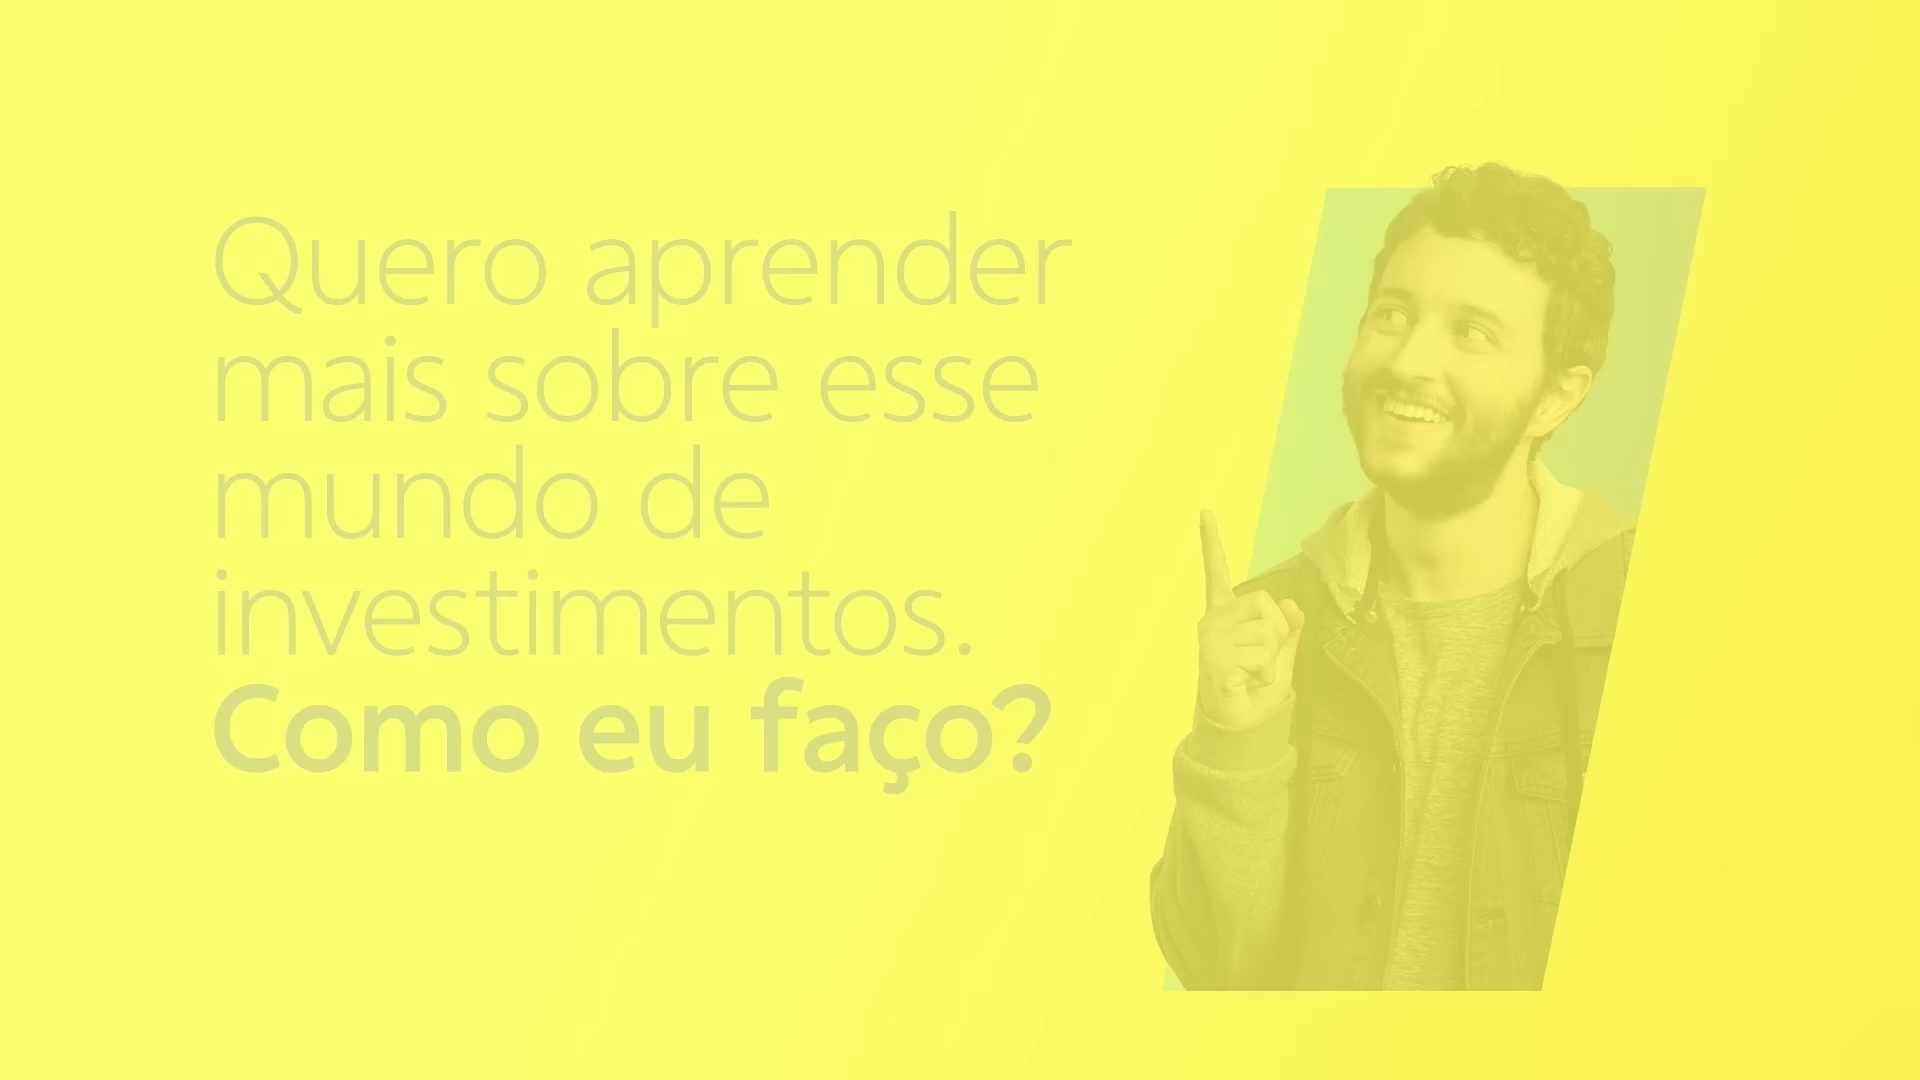 Quero aprender
mais sobre esse
mundo de
investimentos.
Como eu faço?